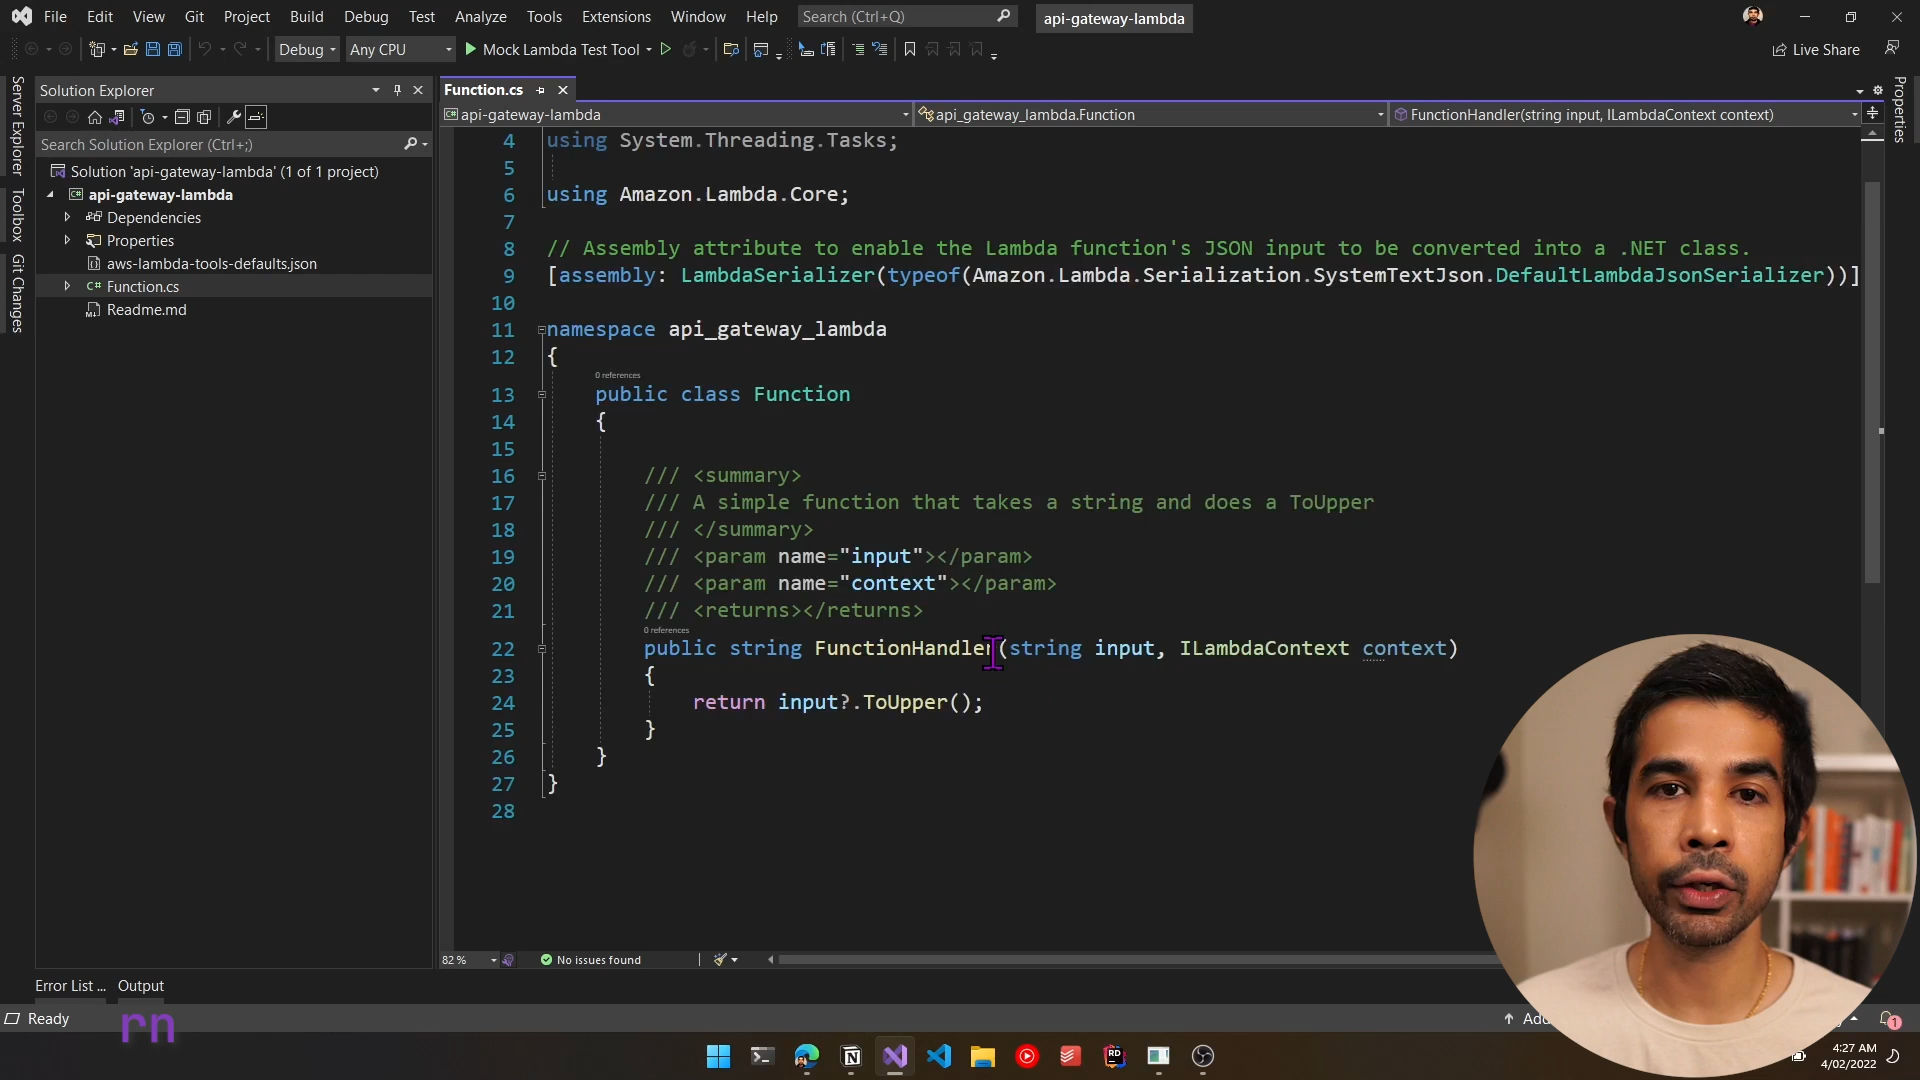 File Edit View Git Project Build Debug Test Analyze Tools Extensions Window Help Search (Ctrl+Q) api-gateway-lambda
Debug Any CPU Mock Lambda Test Tool Live Share
Server Explorer
Toolbox
Git Changes
Solution Explorer
Search Solution Explorer (Ctrl+;)
Solution 'api-gateway-lambda' (1 of 1 project)
api-gateway-lambda
Dependencies
Properties
aws-lambda-tools-defaults.json
C# Function.cs
Readme.md
Function.cs
api-gateway-lambda api_gateway_lambda.Function FunctionHandler(string input, ILambdaContext context)
Properties
4 using System.Threading.Tasks;
5
6 using Amazon.Lambda.Core;
7
8 // Assembly attribute to enable the Lambda function's JSON input to be converted into a .NET class.
9 [assembly: LambdaSerializer(typeof(Amazon.Lambda.Serialization.SystemTextJson.DefaultLambdaJsonSerializer))]
10
11 namespace api_gateway_lambda
12 {
0 references
13 public class Function
14 {
15
16 /// <summary>
17 /// A simple function that takes a string and does a ToUpper
18 /// </summary>
19 /// <param name="input"></param>
20 /// <param name="context"></param>
21 /// <returns></returns>
0 references
22 public string FunctionHandler(string input, ILambdaContext context)
23 {
24 return input?.ToUpper();
25 }
26 }
27 }
28
82 % No issues found
Error List ... Output
Ready
rn
1
4:27 AM
4/02/2022